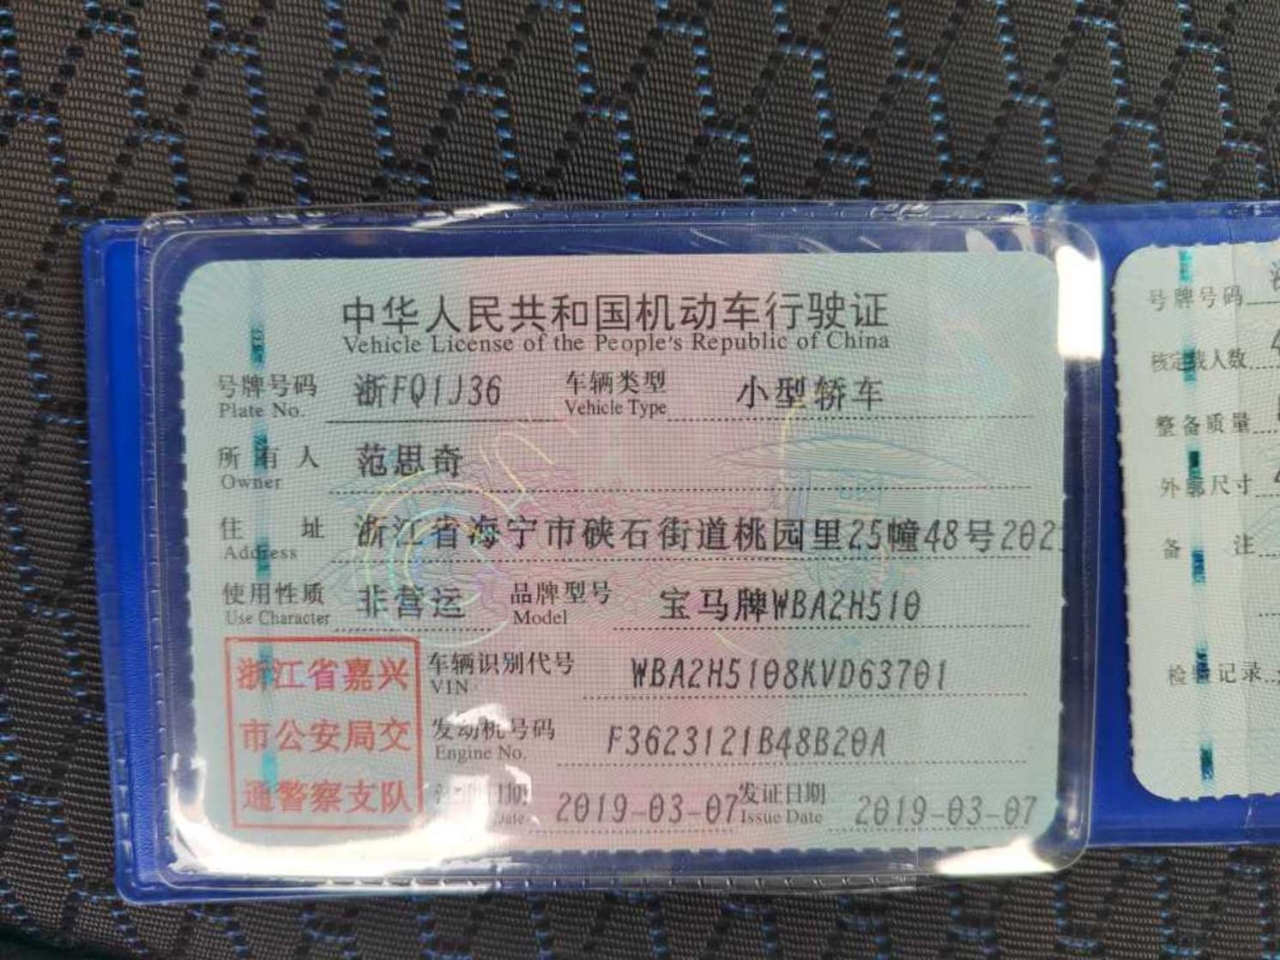 中华人民共和国机动车行驶证
Vehicle License of the People's Republic of China
号牌号码 浙FQ1J36 车辆类型 小型轿车
Plate No. Vehicle Type
所有人 范思奇
Owner
住址 浙江省海宁市硖石街道桃园里25幢48号202
Address
使用性质 非营运 品牌型号 宝马牌WBA2H510
Use Character Model
车辆识别代号 WBA2H5108KVD63701
VIN
发动机号码 F3623121B48B20A
Engine No.
2019-03-07 发证日期 2019-03-07
Date Issue Date
浙江省嘉兴
市公安局交
通警察支队
号牌号码
核定载人数
整备质量
外廓尺寸
备注
检验记录